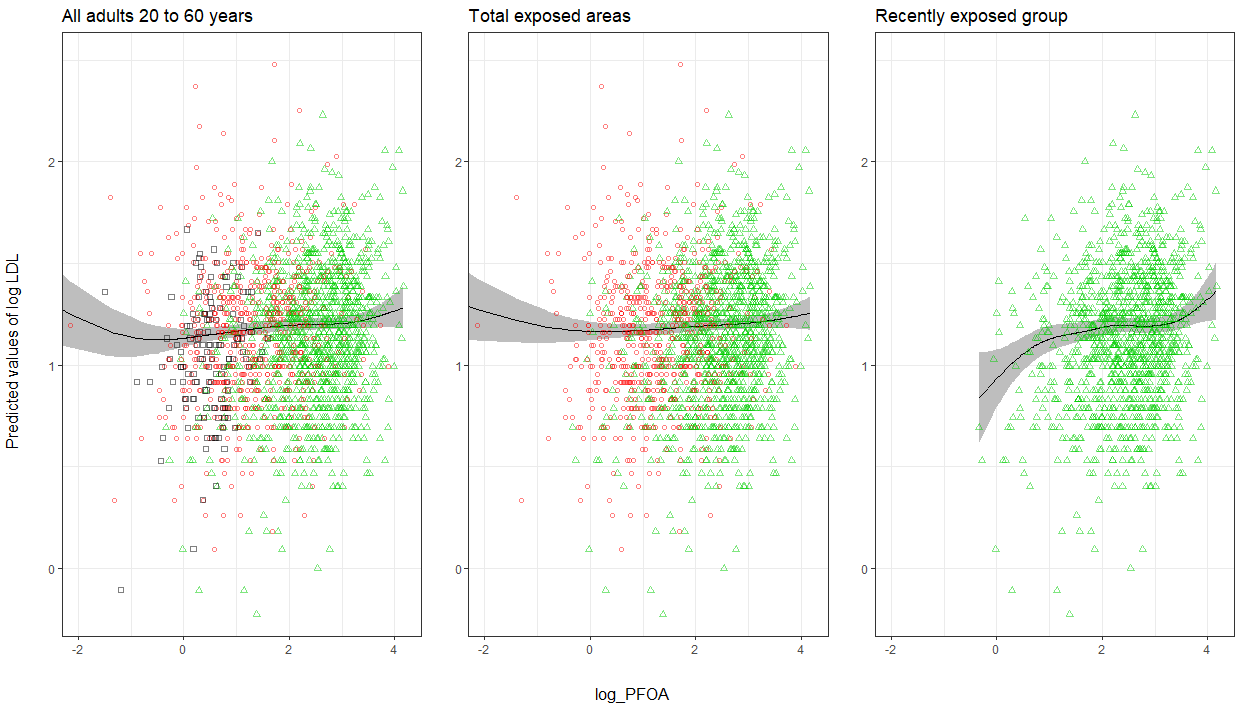 All adults 20 to 60 years
Total exposed areas
Recently exposed group
Predicted values of log LDL
2
1
0
2
1
0
2
1
0
-2 0 2 4
-2 0 2 4
-2 0 2 4
log_PFOA